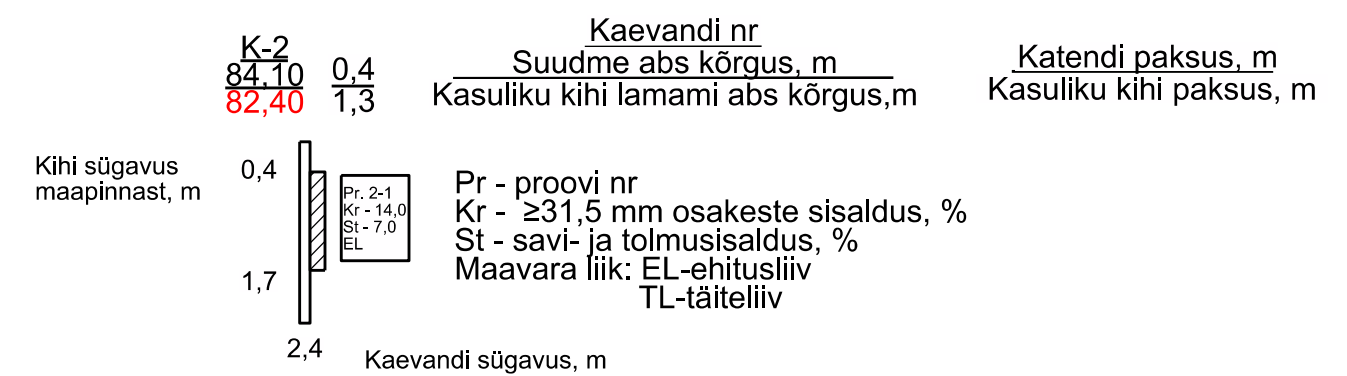 K-2
84,10
82,40
0,4
1,3
Kaevandi nr
Suudme abs kõrgus, m
Kasuliku kihi lamami abs kõrgus,m
Katendi paksus, m
Kasuliku kihi paksus, m
Kihi sügavus
maapinnast, m
0,4
1,7
2,4
Pr. 2-1
Kr - 14,0
St - 7,0
EL
Pr - proovi nr
Kr - ≥31,5 mm osakeste sisaldus, %
St - savi- ja tolmusisaldus, %
Maavara liik: EL-ehitusliiv
TL-täiteliiv
Kaevandi sügavus, m